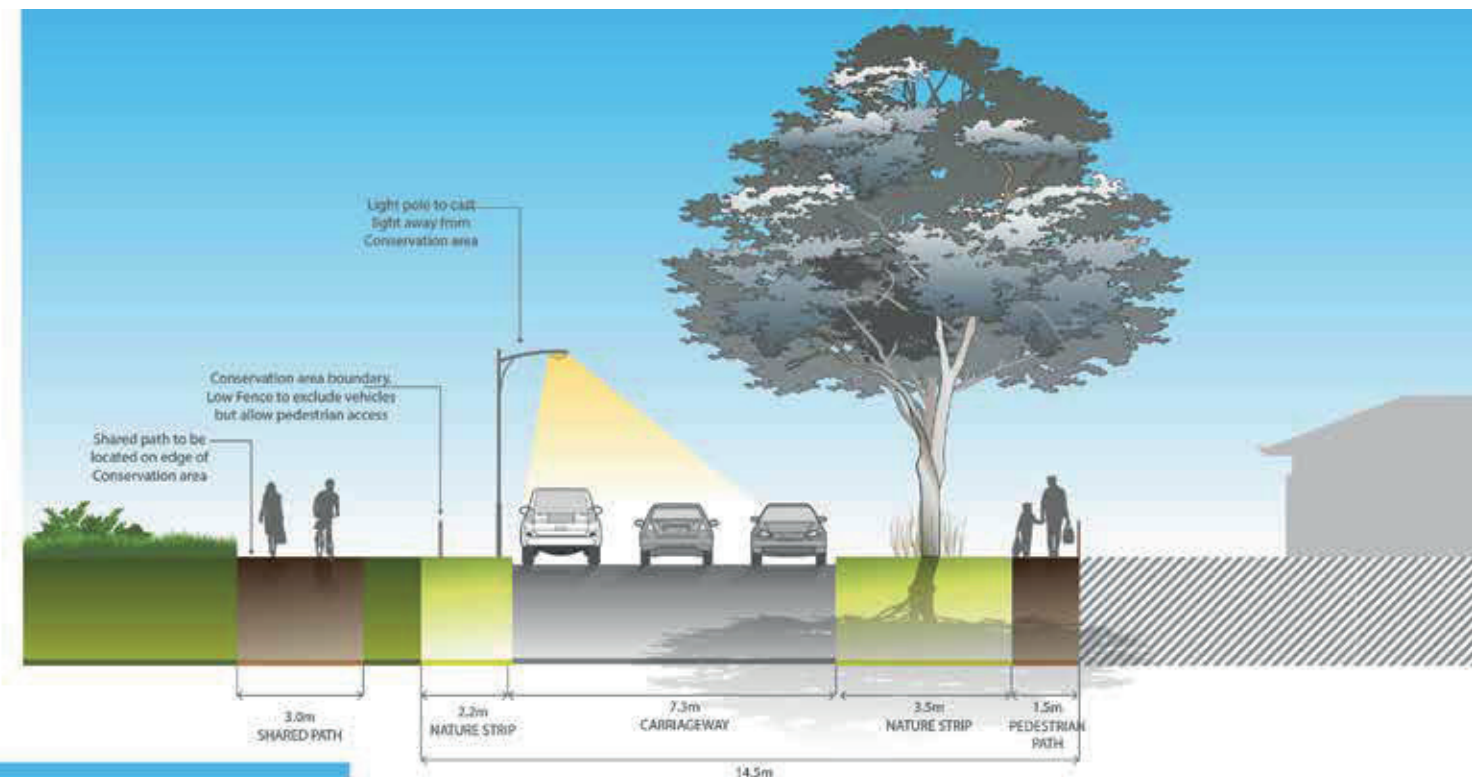 Light pole to cast
light away from
Conservation area
Conservation area boundary.
Low Fence to exclude vehicles
but allow pedestrian access
Shared path to be
located on edge of
Conservation area
3.0m
SHARED PATH
2.2m
NATURE STRIP
7.3m
CARRIAGEWAY
3.5m
NATURE STRIP
1.5m
PEDESTRIAN
PATH
14.5m